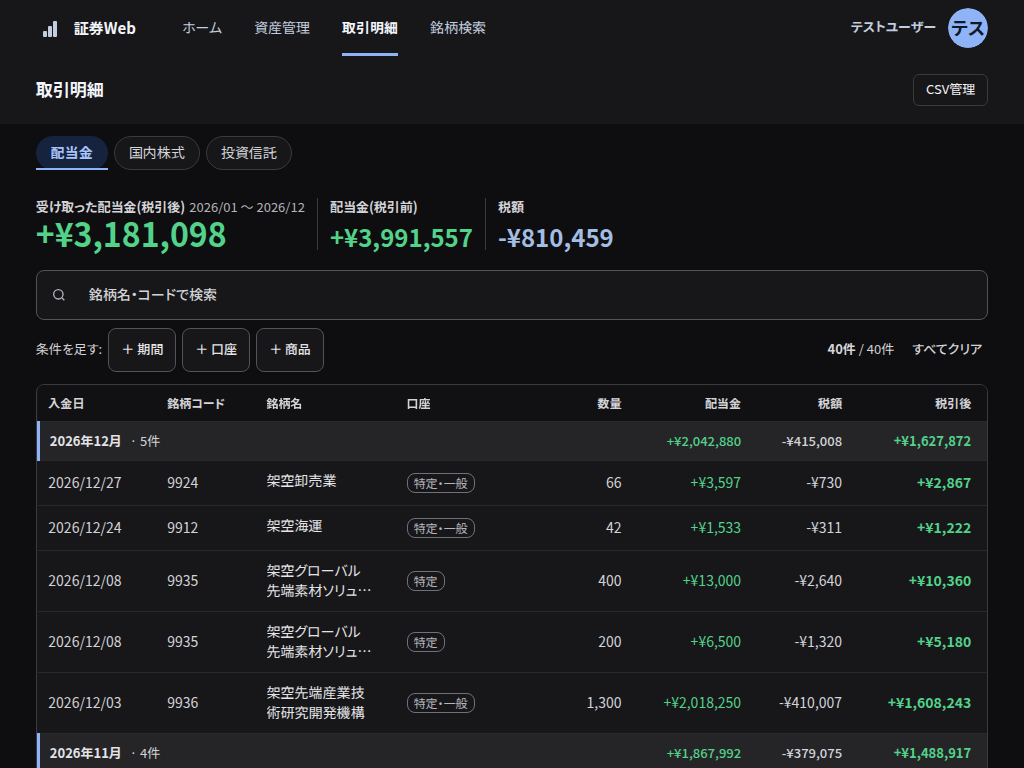 証券Web ホーム 資産管理 取引明細 銘柄検索 テストユーザー テス
取引明細 CSV管理
配当金 国内株式 投資信託
受け取った配当金(税引後) 2026/01 〜 2026/12 配当金(税引前) 税額
+¥3,181,098 +¥3,991,557 -¥810,459
銘柄名・コードで検索
条件を足す: ＋ 期間 ＋ 口座 ＋ 商品 40件 / 40件 すべてクリア
入金日 銘柄コード 銘柄名 口座 数量 配当金 税額 税引後
2026年12月 ・5件 +¥2,042,880 -¥415,008 +¥1,627,872
2026/12/27 9924 架空卸売業 特定・一般 66 +¥3,597 -¥730 +¥2,867
2026/12/24 9912 架空海運 特定・一般 42 +¥1,533 -¥311 +¥1,222
2026/12/08 9935 架空グローバル
先端素材ソリュ… 特定 400 +¥13,000 -¥2,640 +¥10,360
2026/12/08 9935 架空グローバル
先端素材ソリュ… 特定 200 +¥6,500 -¥1,320 +¥5,180
2026/12/03 9936 架空先端産業技
術研究開発機構 特定・一般 1,300 +¥2,018,250 -¥410,007 +¥1,608,243
2026年11月 ・4件 +¥1,867,992 -¥379,075 +¥1,488,917